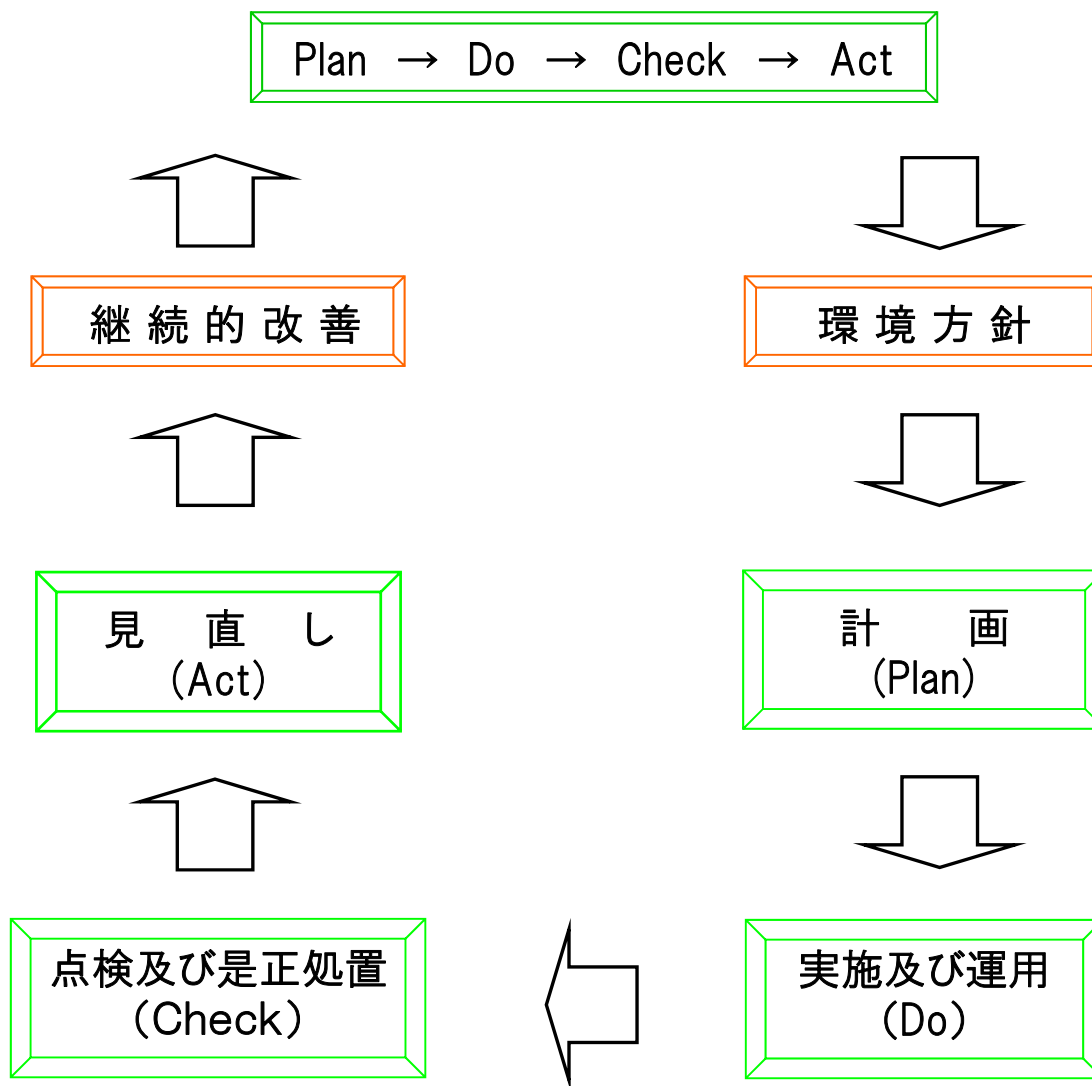 Plan → Do → Check → Act
継続的改善
環境方針
見直し
(Act)
計画
(Plan)
点検及び是正処置
(Check)
実施及び運用
(Do)